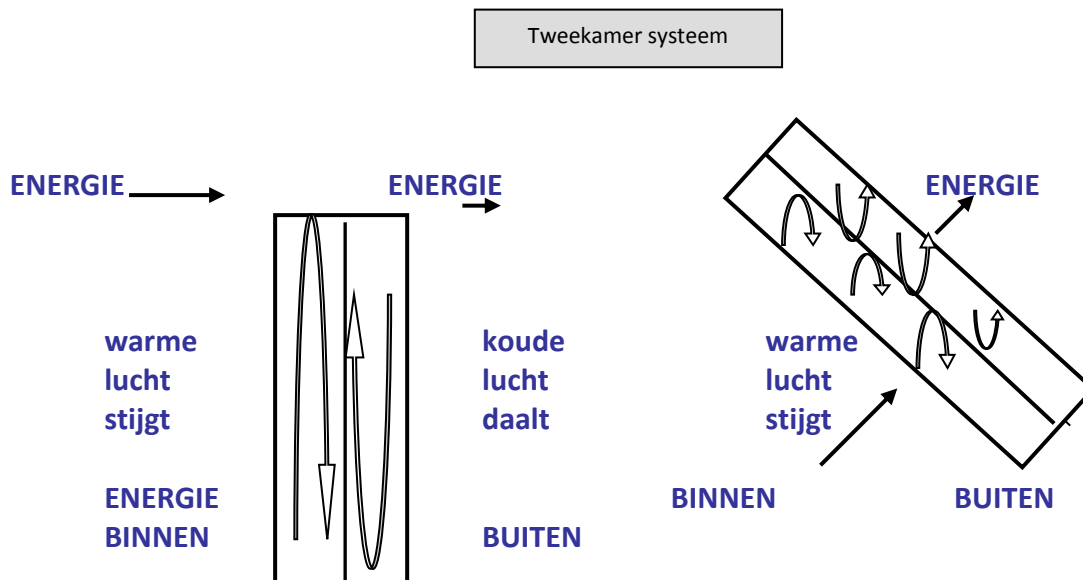 Tweekamer systeem
ENERGIE
ENERGIE
ENERGIE
warme
lucht
stijgt
koude
lucht
daalt
warme
lucht
stijgt
ENERGIE
BINNEN
BUITEN
BINNEN
BUITEN